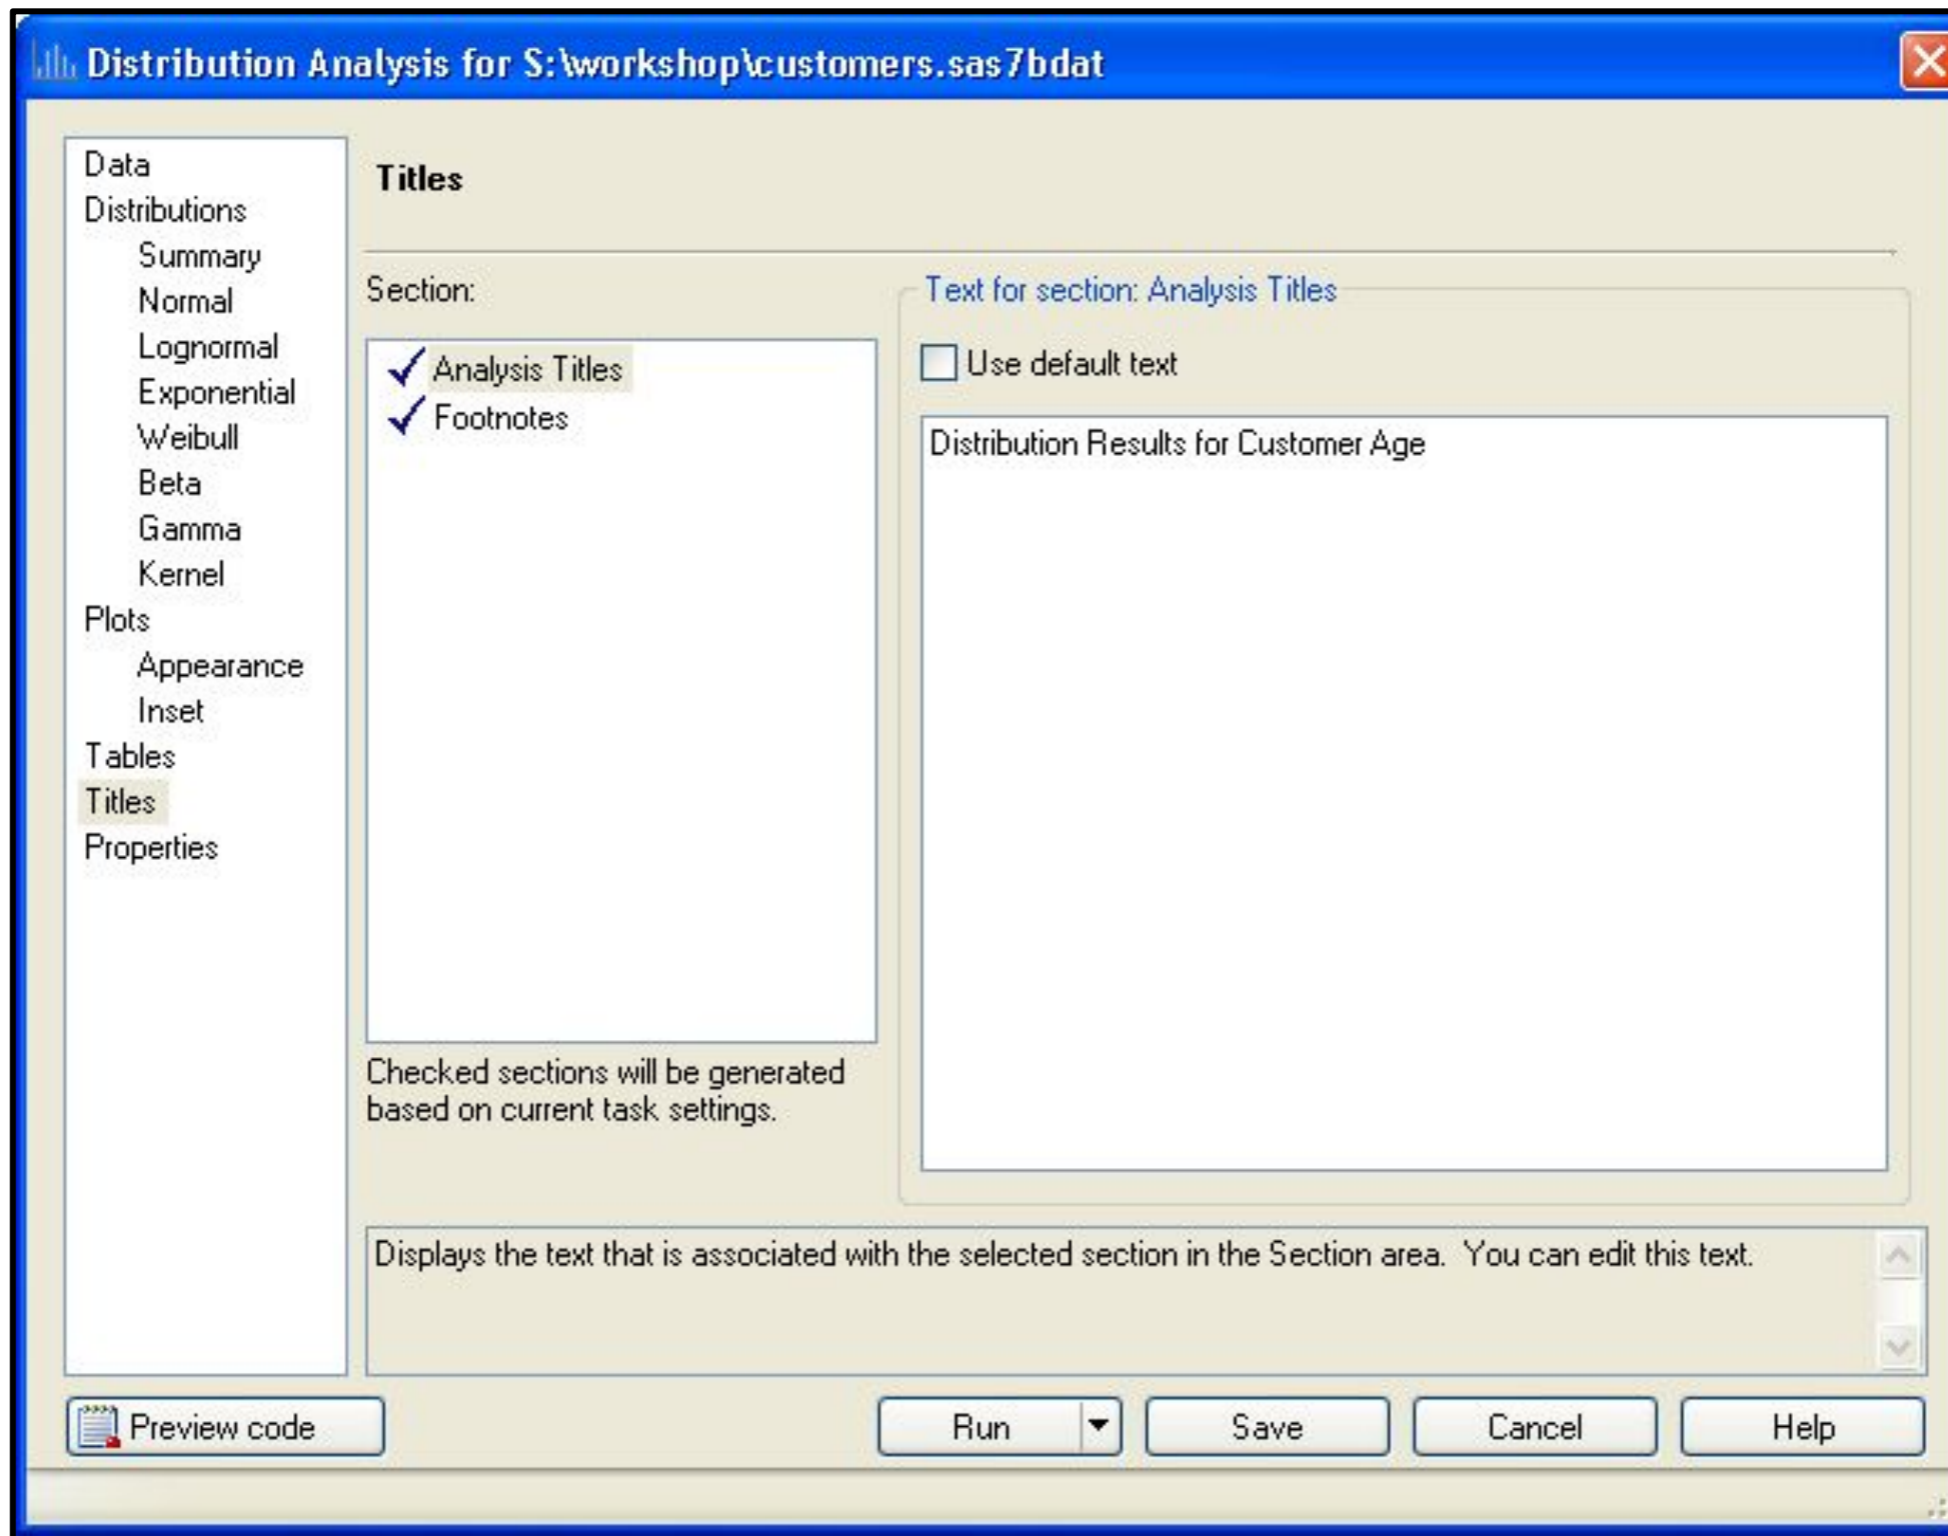 Distribution Analysis for S:\workshop\customers.sas7bdat
Data
Distributions
Summary
Normal
Lognormal
Exponential
Weibull
Beta
Gamma
Kernel
Plots
Appearance
Inset
Tables
Titles
Properties
Titles
Section:
Analysis Titles
Footnotes
Checked sections will be generated
based on current task settings.
Text for section: Analysis Titles
Use default text
Distribution Results for Customer Age
Displays the text that is associated with the selected section in the Section area.  You can edit this text.
Preview code
Run
Save
Cancel
Help